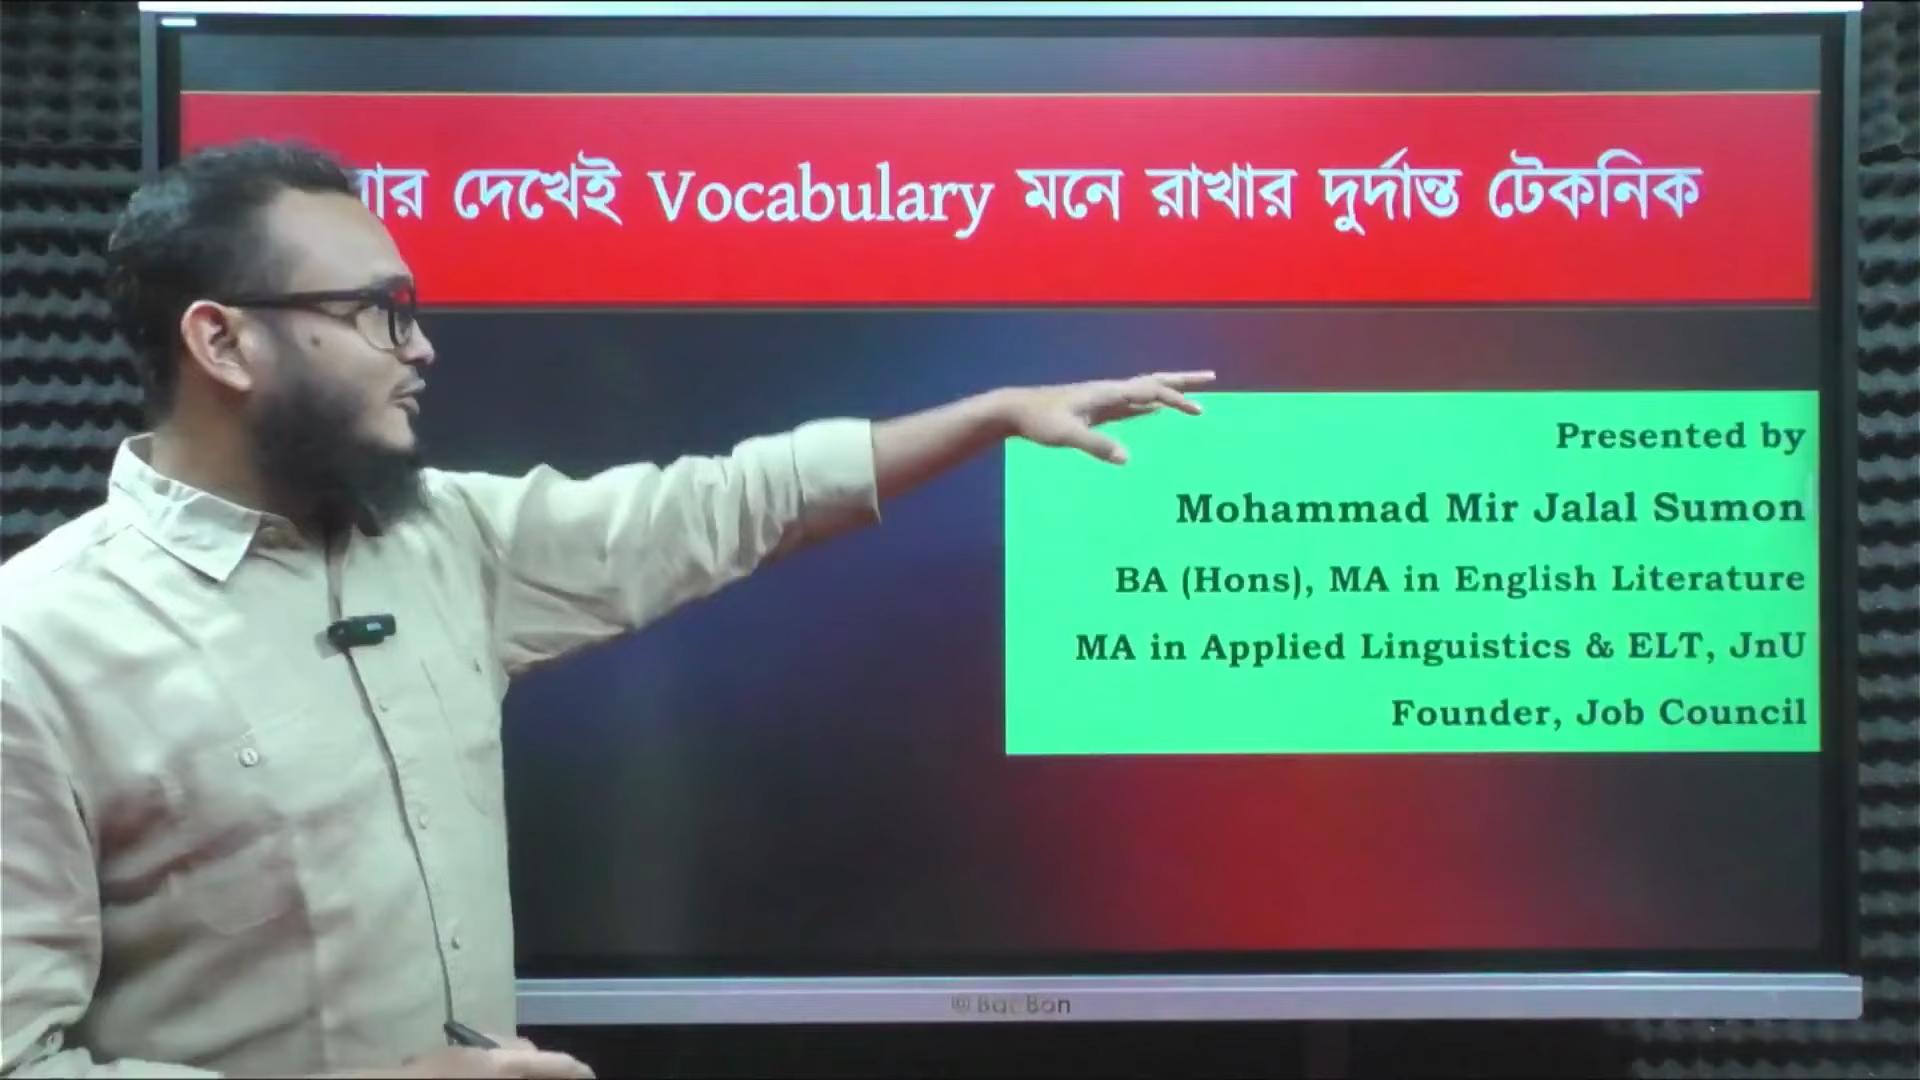 দেখেই Vocabulary মনে রাখার দুর্দান্ত টেকনিক
Presented by
Mohammad Mir Jalal Sumon
BA (Hons), MA in English Literature
MA in Applied Linguistics & ELT, JnU
Founder, Job Council
BacBon